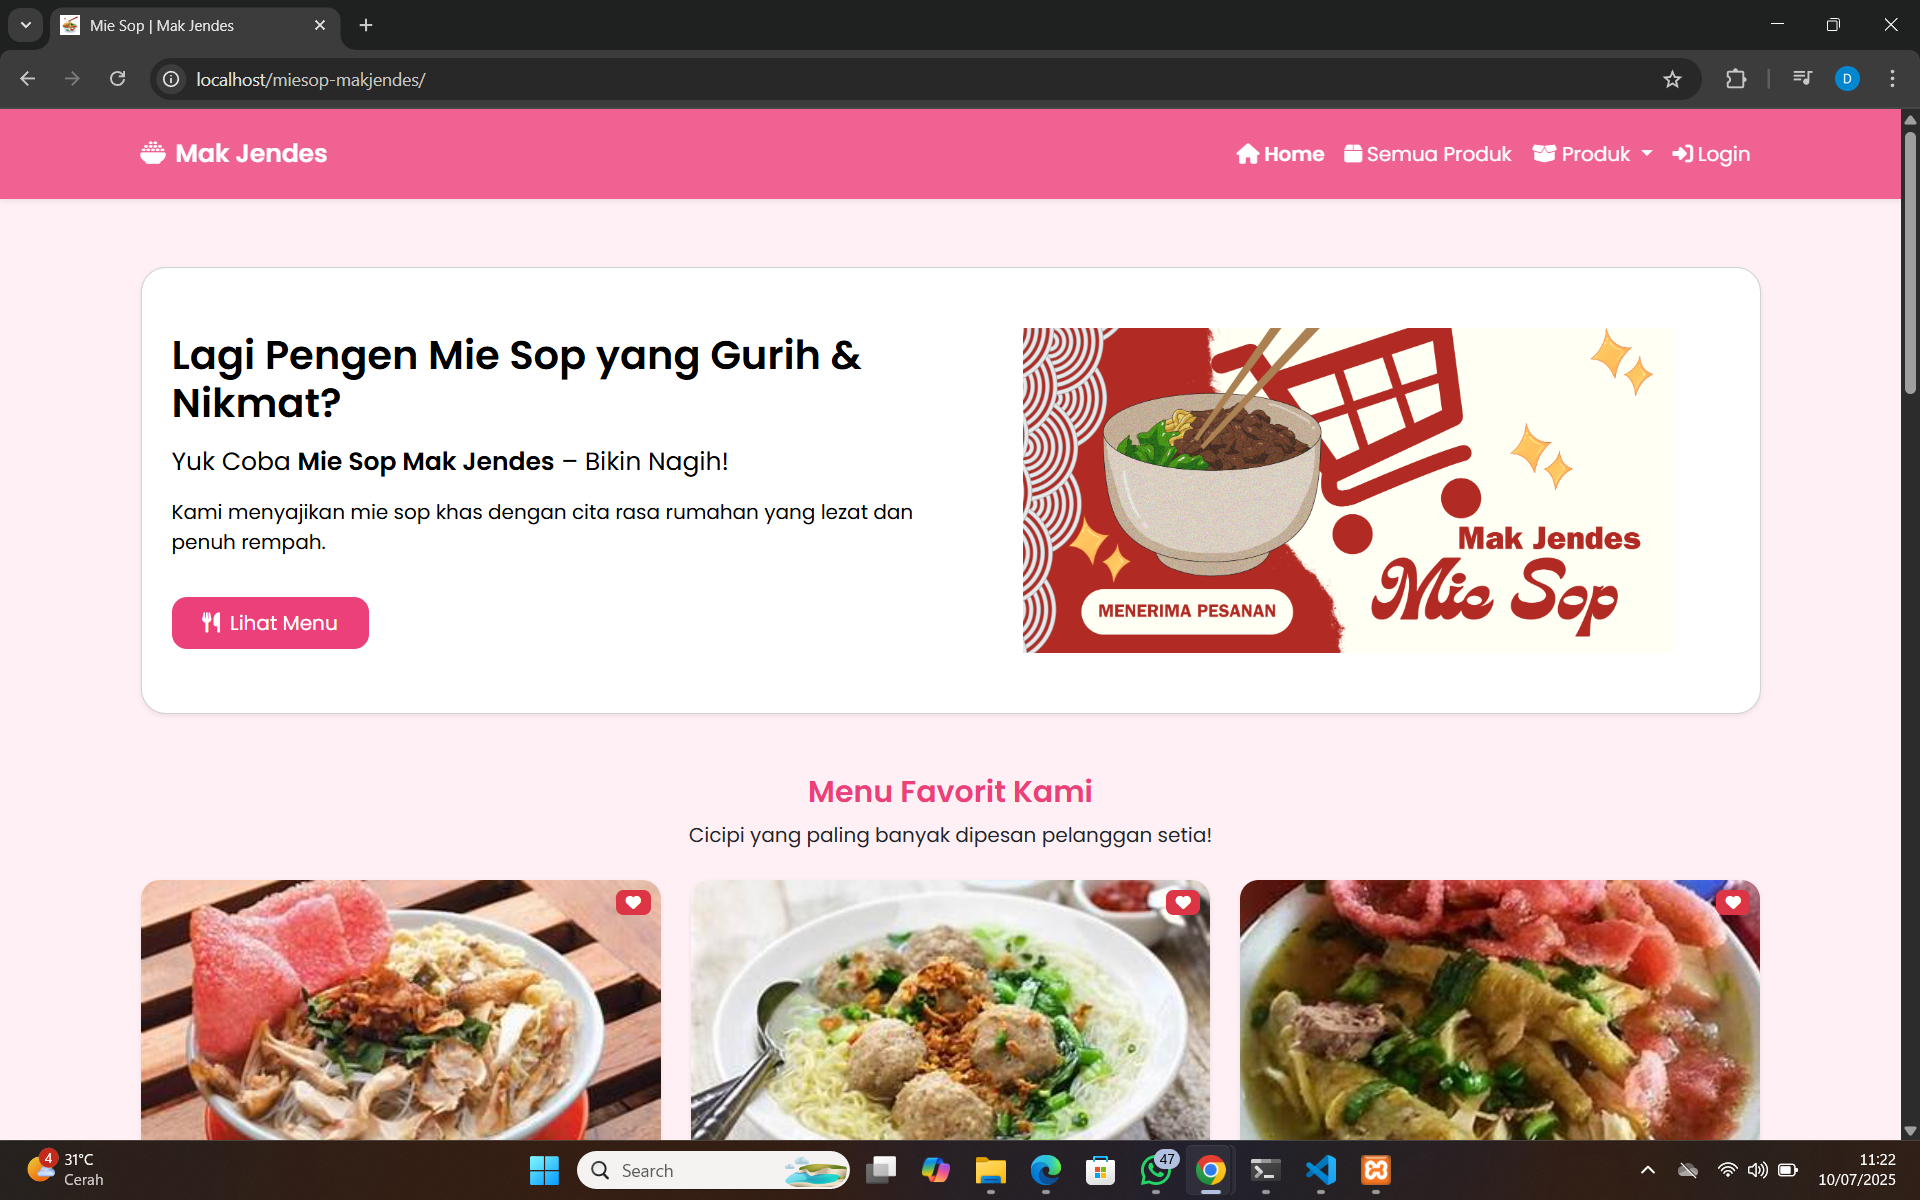 Mie Sop | Mak Jendes
localhost/miesop-makjendes/
D
Mak Jendes
Home
Semua Produk
Produk
Login
Lagi Pengen Mie Sop yang Gurih &
Nikmat?
Yuk Coba Mie Sop Mak Jendes – Bikin Nagih!
Kami menyajikan mie sop khas dengan cita rasa rumahan yang lezat dan
penuh rempah.
Lihat Menu
Mak Jendes
Mie Sop
MENERIMA PESANAN
Menu Favorit Kami
Cicipi yang paling banyak dipesan pelanggan setia!
4
31°C
Cerah
Search
47
11:22
10/07/2025